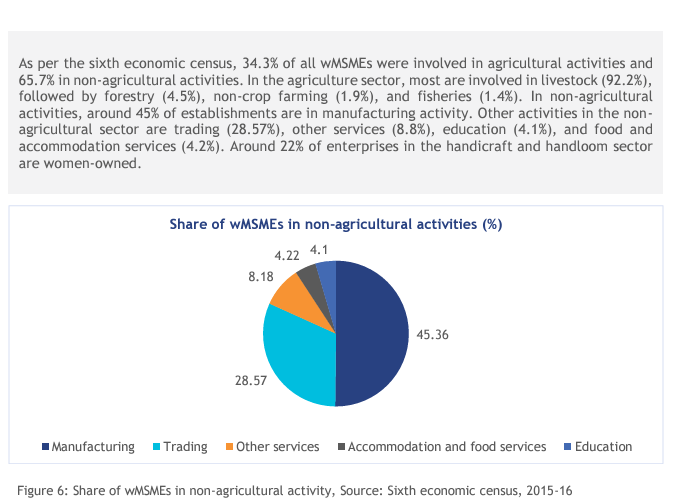 As per the sixth economic census, 34.3% of all wMSMEs were involved in agricultural activities and
65.7% in non-agricultural activities. In the agriculture sector, most are involved in livestock (92.2%),
followed by forestry (4.5%), non-crop farming (1.9%), and fisheries (1.4%). In non-agricultural
activities, around 45% of establishments are in manufacturing activity. Other activities in the non-
agricultural sector are trading (28.57%), other services (8.8%), education (4.1%), and food and
accommodation services (4.2%). Around 22% of enterprises in the handicraft and handloom sector
are women-owned.
Share of wMSMEs in non-agricultural activities (%)
4.1
4.22
8.18
45.36
28.57
Manufacturing Trading Other services Accommodation and food services Education
Figure 6: Share of wMSMEs in non-agricultural activity, Source: Sixth economic census, 2015-16